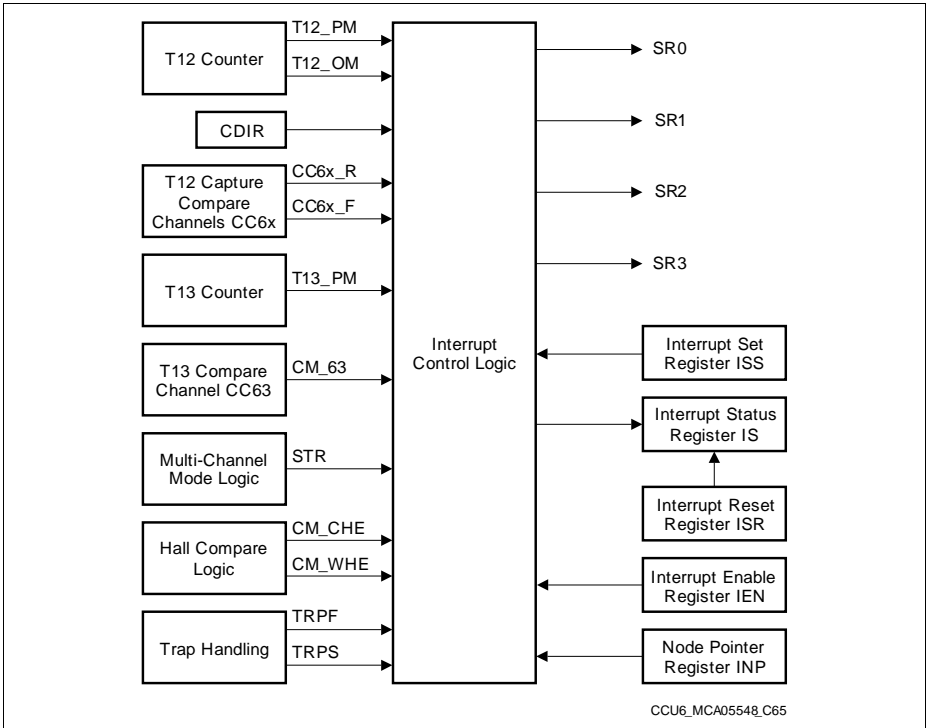 T12 Counter
T12_PM
T12_OM
CDIR
T12 Capture
Compare
Channels CC6x
CC6x_R
CC6x_F
T13 Counter
T13_PM
T13 Compare
Channel CC63
CM_63
Multi-Channel
Mode Logic
STR
Hall Compare
Logic
CM_CHE
CM_WHE
Trap Handling
TRPF
TRPS
Interrupt
Control Logic
SR0
SR1
SR2
SR3
Interrupt Set
Register ISS
Interrupt Status
Register IS
Interrupt Reset
Register ISR
Interrupt Enable
Register IEN
Node Pointer
Register INP
CCU6_MCA05548_C65